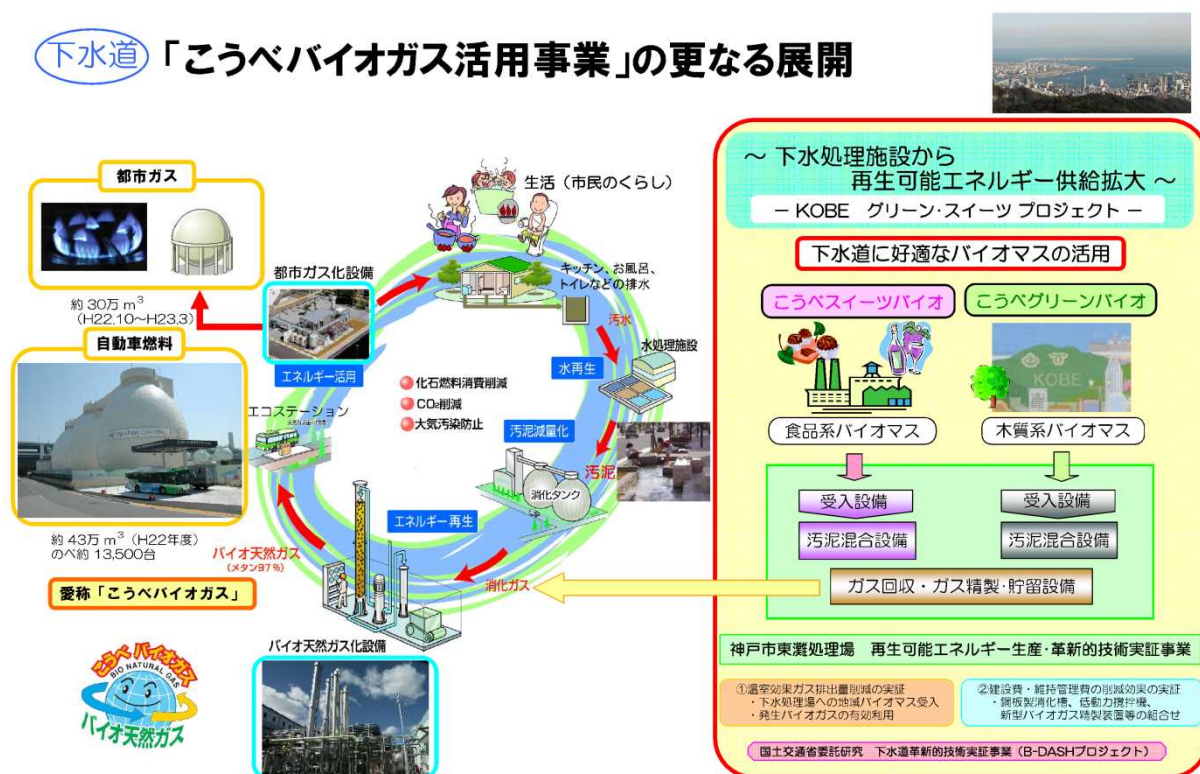 下水道 「こうべバイオガス活用事業」の更なる展開
都市ガス
約30万m³
(H22.10~H23.3)
自動車燃料
約43万m³(H22年度)
のべ約13,500台
愛称「こうべバイオガス」
こうべバイオガス
BIO NATURAL GAS
バイオ天然ガス
生活(市民のくらし)
都市ガス化設備
キッチン、お風呂、
トイレなどの排水
汚水
水処理施設
水再生
エネルギー活用
●化石燃料消費削減
●CO₂削減
●大気汚染防止
エコステーション
汚泥減量化
汚泥
消化タンク
エネルギー再生
バイオ天然ガス
(メタン97%)
消化ガス
バイオ天然ガス化設備
~ 下水処理施設から
再生可能エネルギー供給拡大 ~
- KOBE グリーン・スイーツ プロジェクト -
下水道に好適なバイオマスの活用
こうべスイーツバイオ
こうべグリーンバイオ
KOBE
食品系バイオマス
木質系バイオマス
受入設備
受入設備
汚泥混合設備
汚泥混合設備
ガス回収・ガス精製・貯留設備
神戸市東灘処理場 再生可能エネルギー生産・革新的技術実証事業
①温室効果ガス排出量削減の実証
・下水処理場への地域バイオマス受入
・発生バイオガスの有効利用
②建設費・維持管理費の削減効果の実証
・鋼板製消化槽、低動力撹拌機、
新型バイオガス精製装置等の組合せ
国土交通省委託研究 下水道革新的技術実証事業(B-DASHプロジェクト)